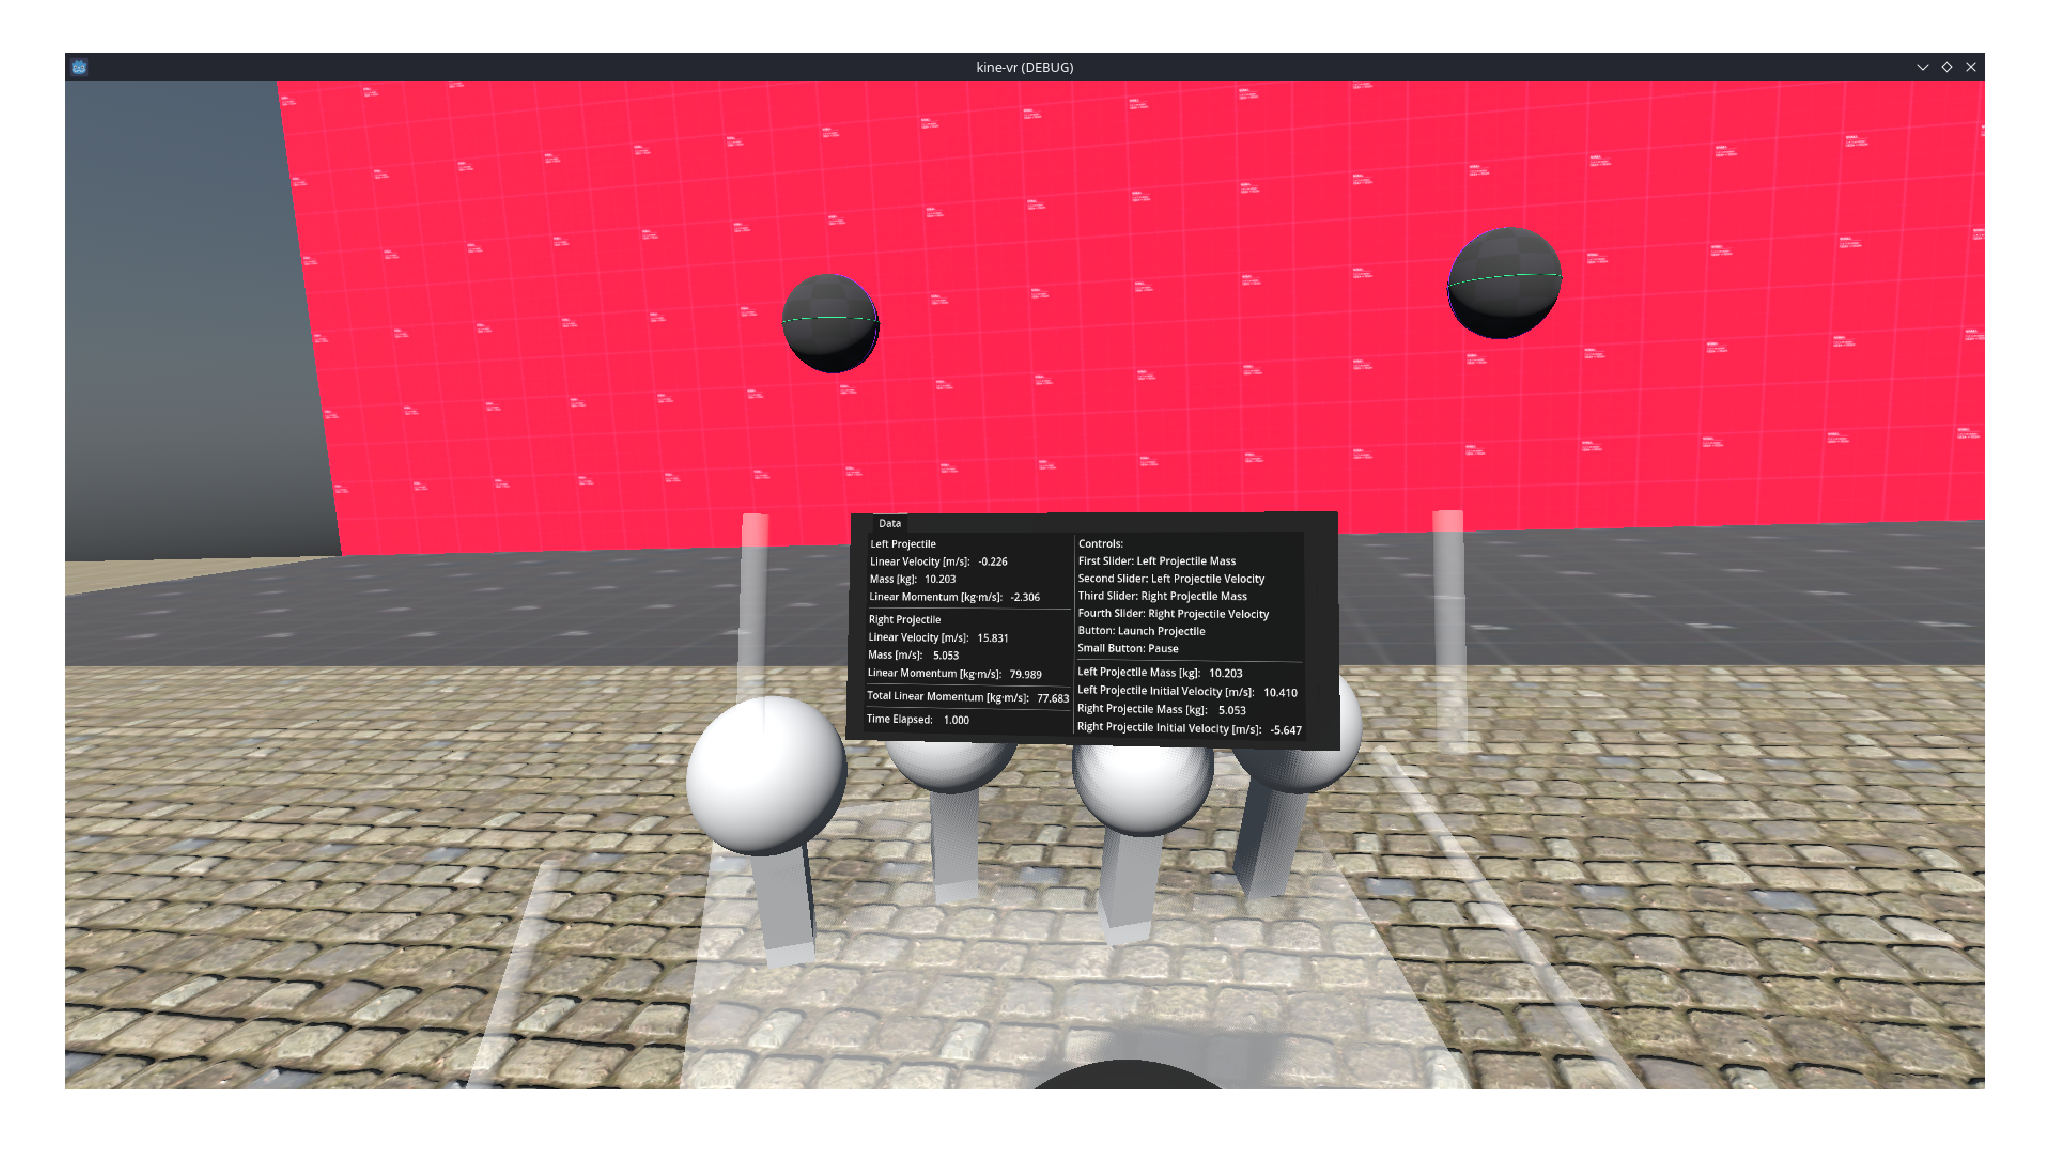 kine-vr (DEBUG)
Data
Left Projectile
Linear Velocity [m/s]: -0.226
Mass [kg]: 10.203
Linear Momentum [kg·m/s]: -2.306
Right Projectile
Linear Velocity [m/s]: 15.831
Mass [m/s]: 5.053
Linear Momentum [kg·m/s]: 79.989
Total Linear Momentum [kg·m/s]: 77.683
Time Elapsed: 1.000
Controls:
First Slider: Left Projectile Mass
Second Slider: Left Projectile Velocity
Third Slider: Right Projectile Mass
Fourth Slider: Right Projectile Velocity
Button: Launch Projectile
Small Button: Pause
Left Projectile Mass [kg]: 10.203
Left Projectile Initial Velocity [m/s]: 10.410
Right Projectile Mass [kg]: 5.053
Right Projectile Initial Velocity [m/s]: -5.647